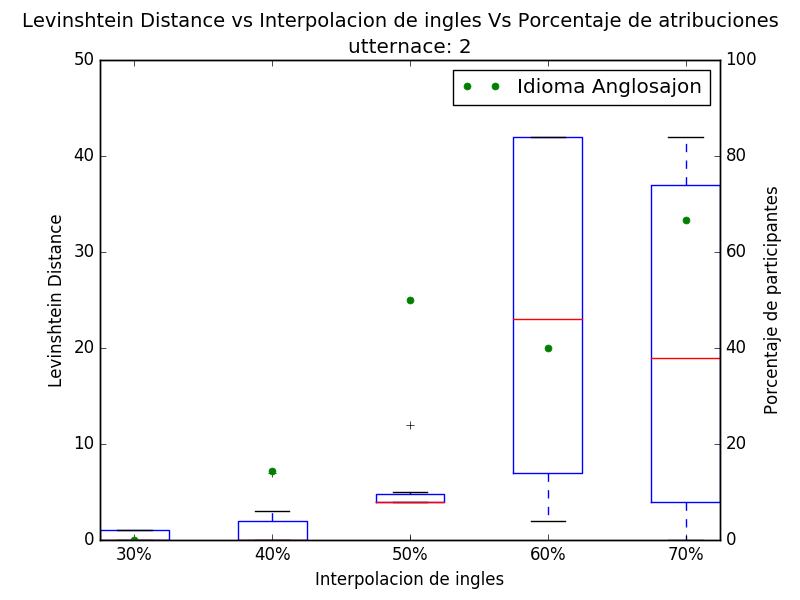 Levinshtein Distance vs Interpolacion de ingles Vs Porcentaje de atribuciones
utternace: 2
Idioma Anglosajon
50
40
30
20
10
0
Levinshtein Distance
100
80
60
40
20
0
Porcentaje de participantes
30% 40% 50% 60% 70%
Interpolacion de ingles